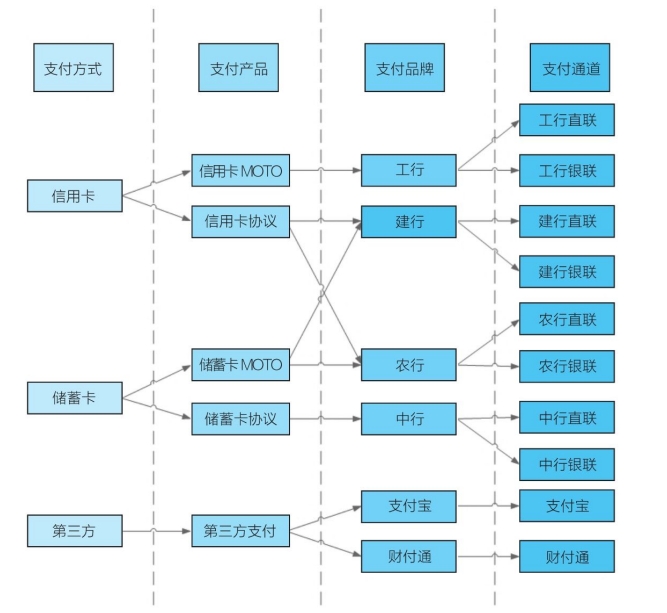 支付方式
支付产品
支付品牌
支付通道
工行直联
信用卡 MOTO
工行
工行银联
信用卡
信用卡协议
建行
建行直联
建行银联
农行直联
储蓄卡 MOTO
农行
农行银联
储蓄卡
储蓄卡协议
中行
中行直联
中行银联
支付宝
支付宝
第三方
第三方支付
财付通
财付通